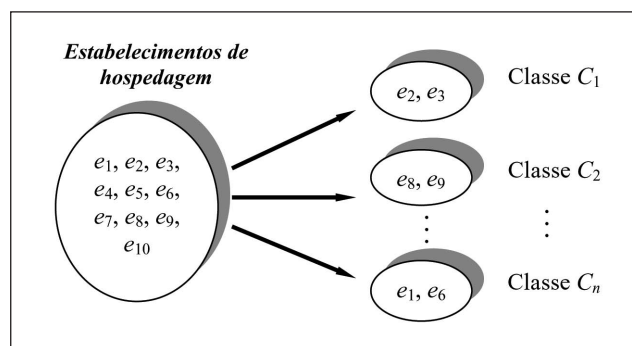 Estabelecimentos de
hospedagem
e1, e2, e3,
e4, e5, e6,
e7, e8, e9,
e10
e2, e3
Classe C1
e8, e9
Classe C2
e1, e6
Classe Cn